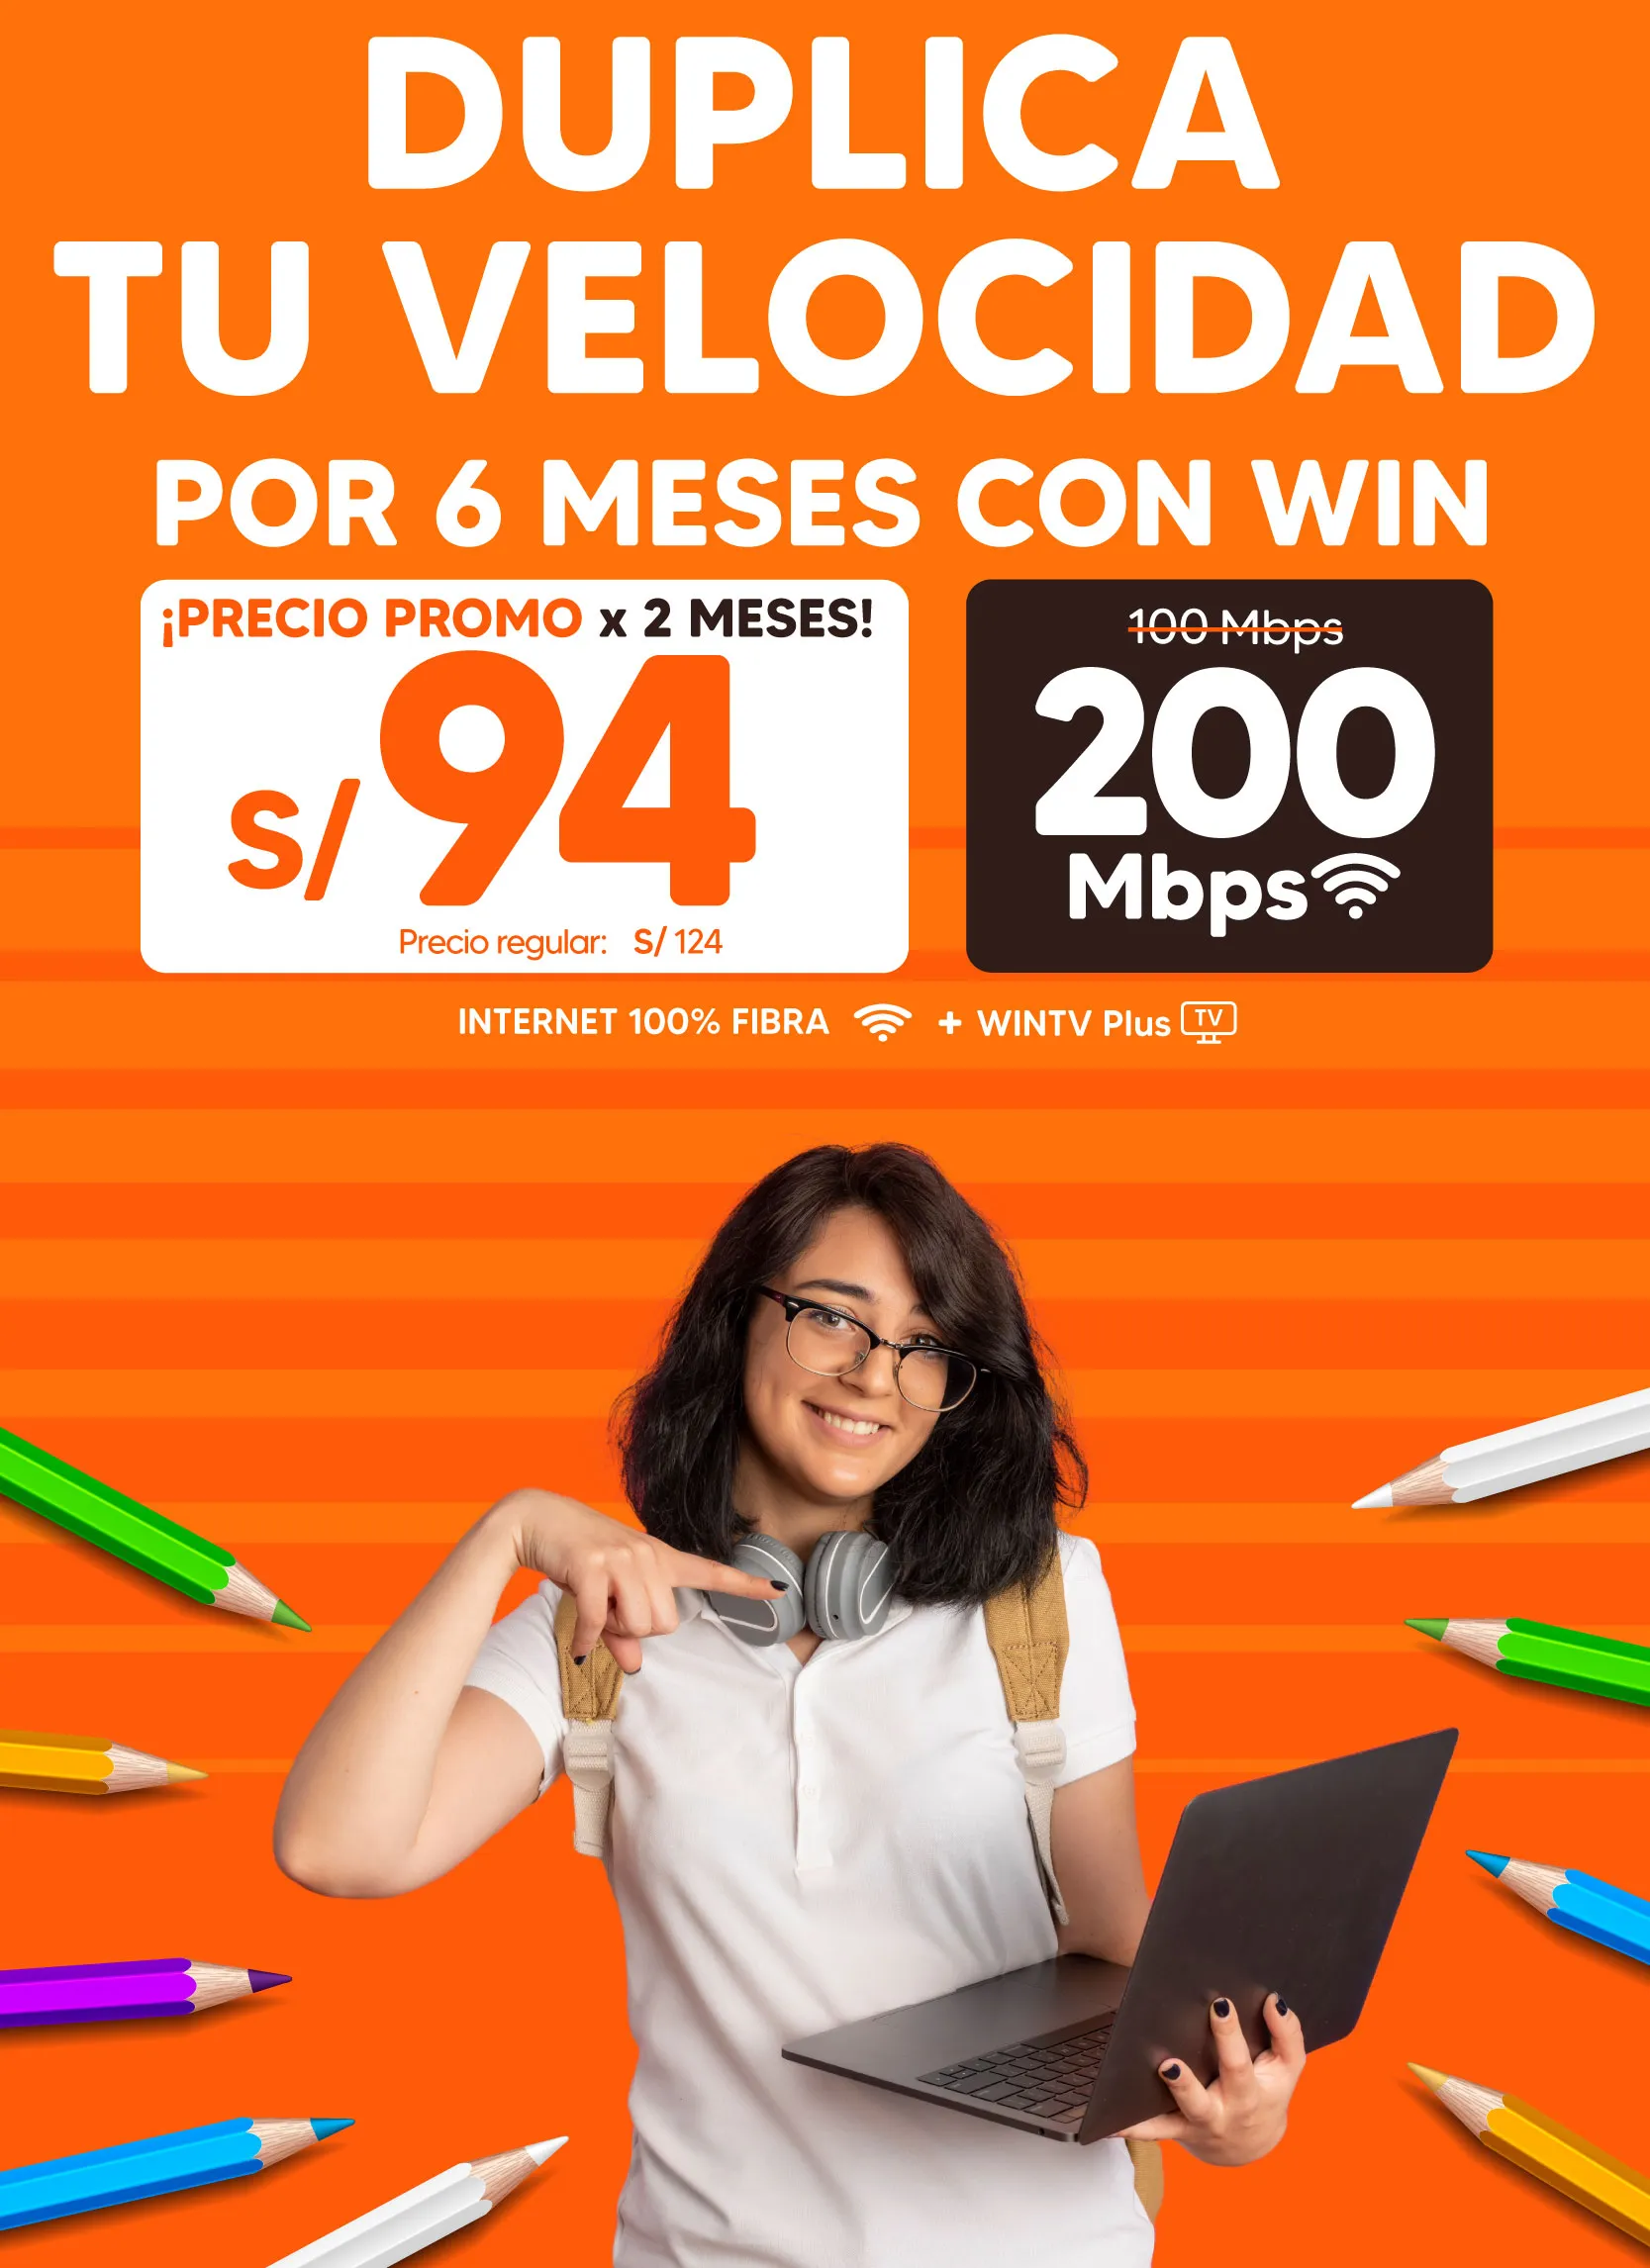 DUPLICA
TU VELOCIDAD
POR 6 MESES CON WIN
¡PRECIO PROMO x 2 MESES!
S/94
Precio regular: S/ 124
100 Mbps
200
Mbps
INTERNET 100% FIBRA + WINTV Plus TV